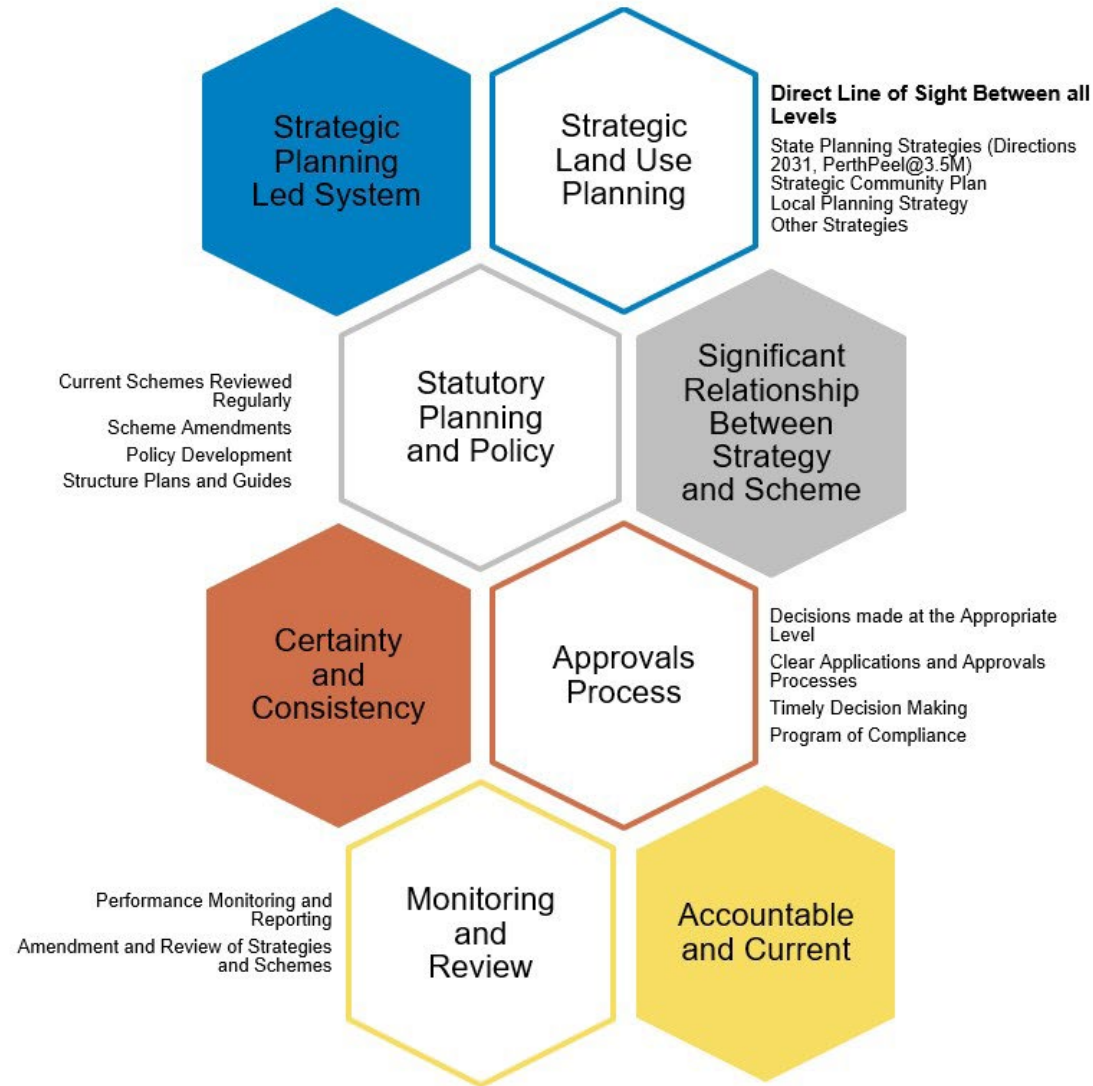 Strategic
Planning
Led System
Strategic
Land Use
Planning
Direct Line of Sight Between all
Levels
State Planning Strategies (Directions
2031, PerthPeel@3.5M)
Strategic Community Plan
Local Planning Strategy
Other Strategies
Current Schemes Reviewed
Regularly
Scheme Amendments
Policy Development
Structure Plans and Guides
Statutory
Planning
and Policy
Significant
Relationship
Between
Strategy
and Scheme
Certainty
and
Consistency
Approvals
Process
Decisions made at the Appropriate
Level
Clear Applications and Approvals
Processes
Timely Decision Making
Program of Compliance
Performance Monitoring and
Reporting
Amendment and Review of Strategies
and Schemes
Monitoring
and
Review
Accountable
and Current